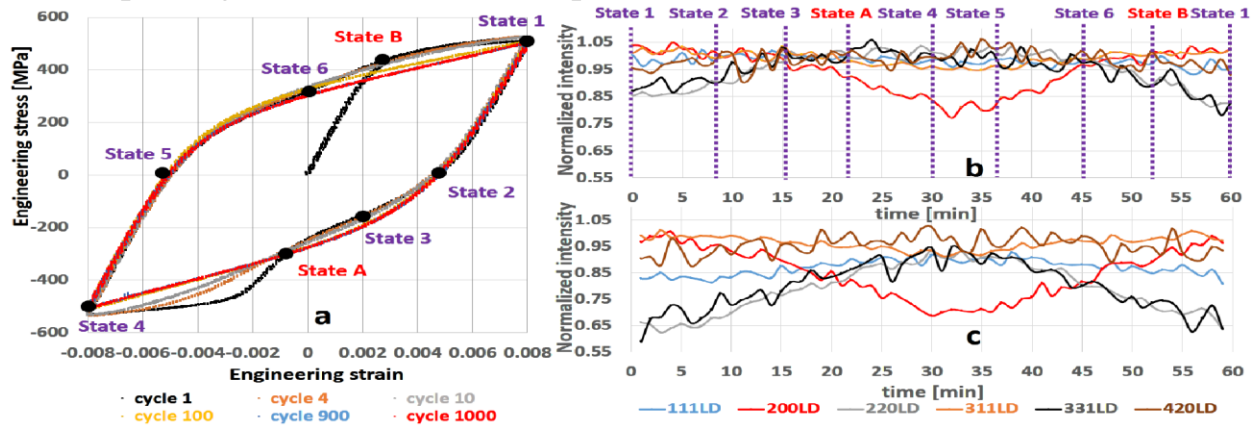 State 1
State B
State 6
State 5
State 2
State 3
State A
State 4
a
Engineering stress [MPa]
600
400
200
0
-200
-400
-600
-0.008 -0.006 -0.004 -0.002 0 0.002 0.004 0.006 0.008
Engineering strain
cycle 1 cycle 4 cycle 10
cycle 100 cycle 900 cycle 1000
State 1 State 2 State 3 State A State 4 State 5 State 6 State B State 1
Normalized intensity
1.05
0.95
0.85
0.75
0.65
0.55
b
0 5 10 15 20 25 30 35 40 45 50 55 60
time [min]
Normalized intensity
1.05
0.95
0.85
0.75
0.65
0.55
c
0 5 10 15 20 25 30 35 40 45 50 55 60
time [min]
111LD 200LD 220LD 311LD 331LD 420LD